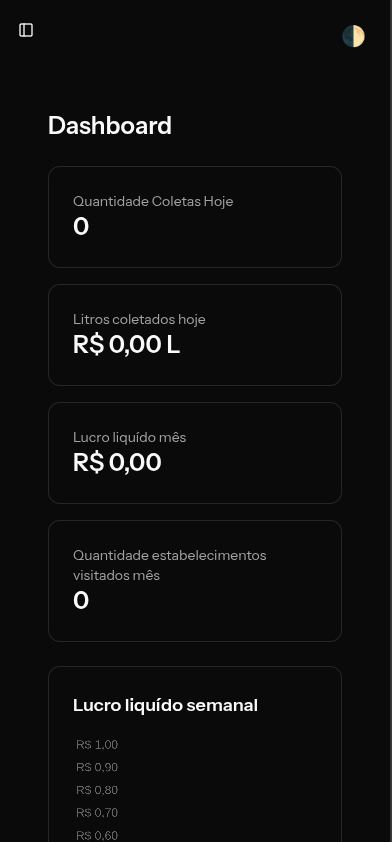 Dashboard
Quantidade Coletas Hoje
0
Litros coletados hoje
R$ 0,00 L
Lucro liquído mês
R$ 0,00
Quantidade estabelecimentos
visitados mês
0
Lucro liquído semanal
R$ 1,00
R$ 0,90
R$ 0,80
R$ 0,70
R$ 0,60